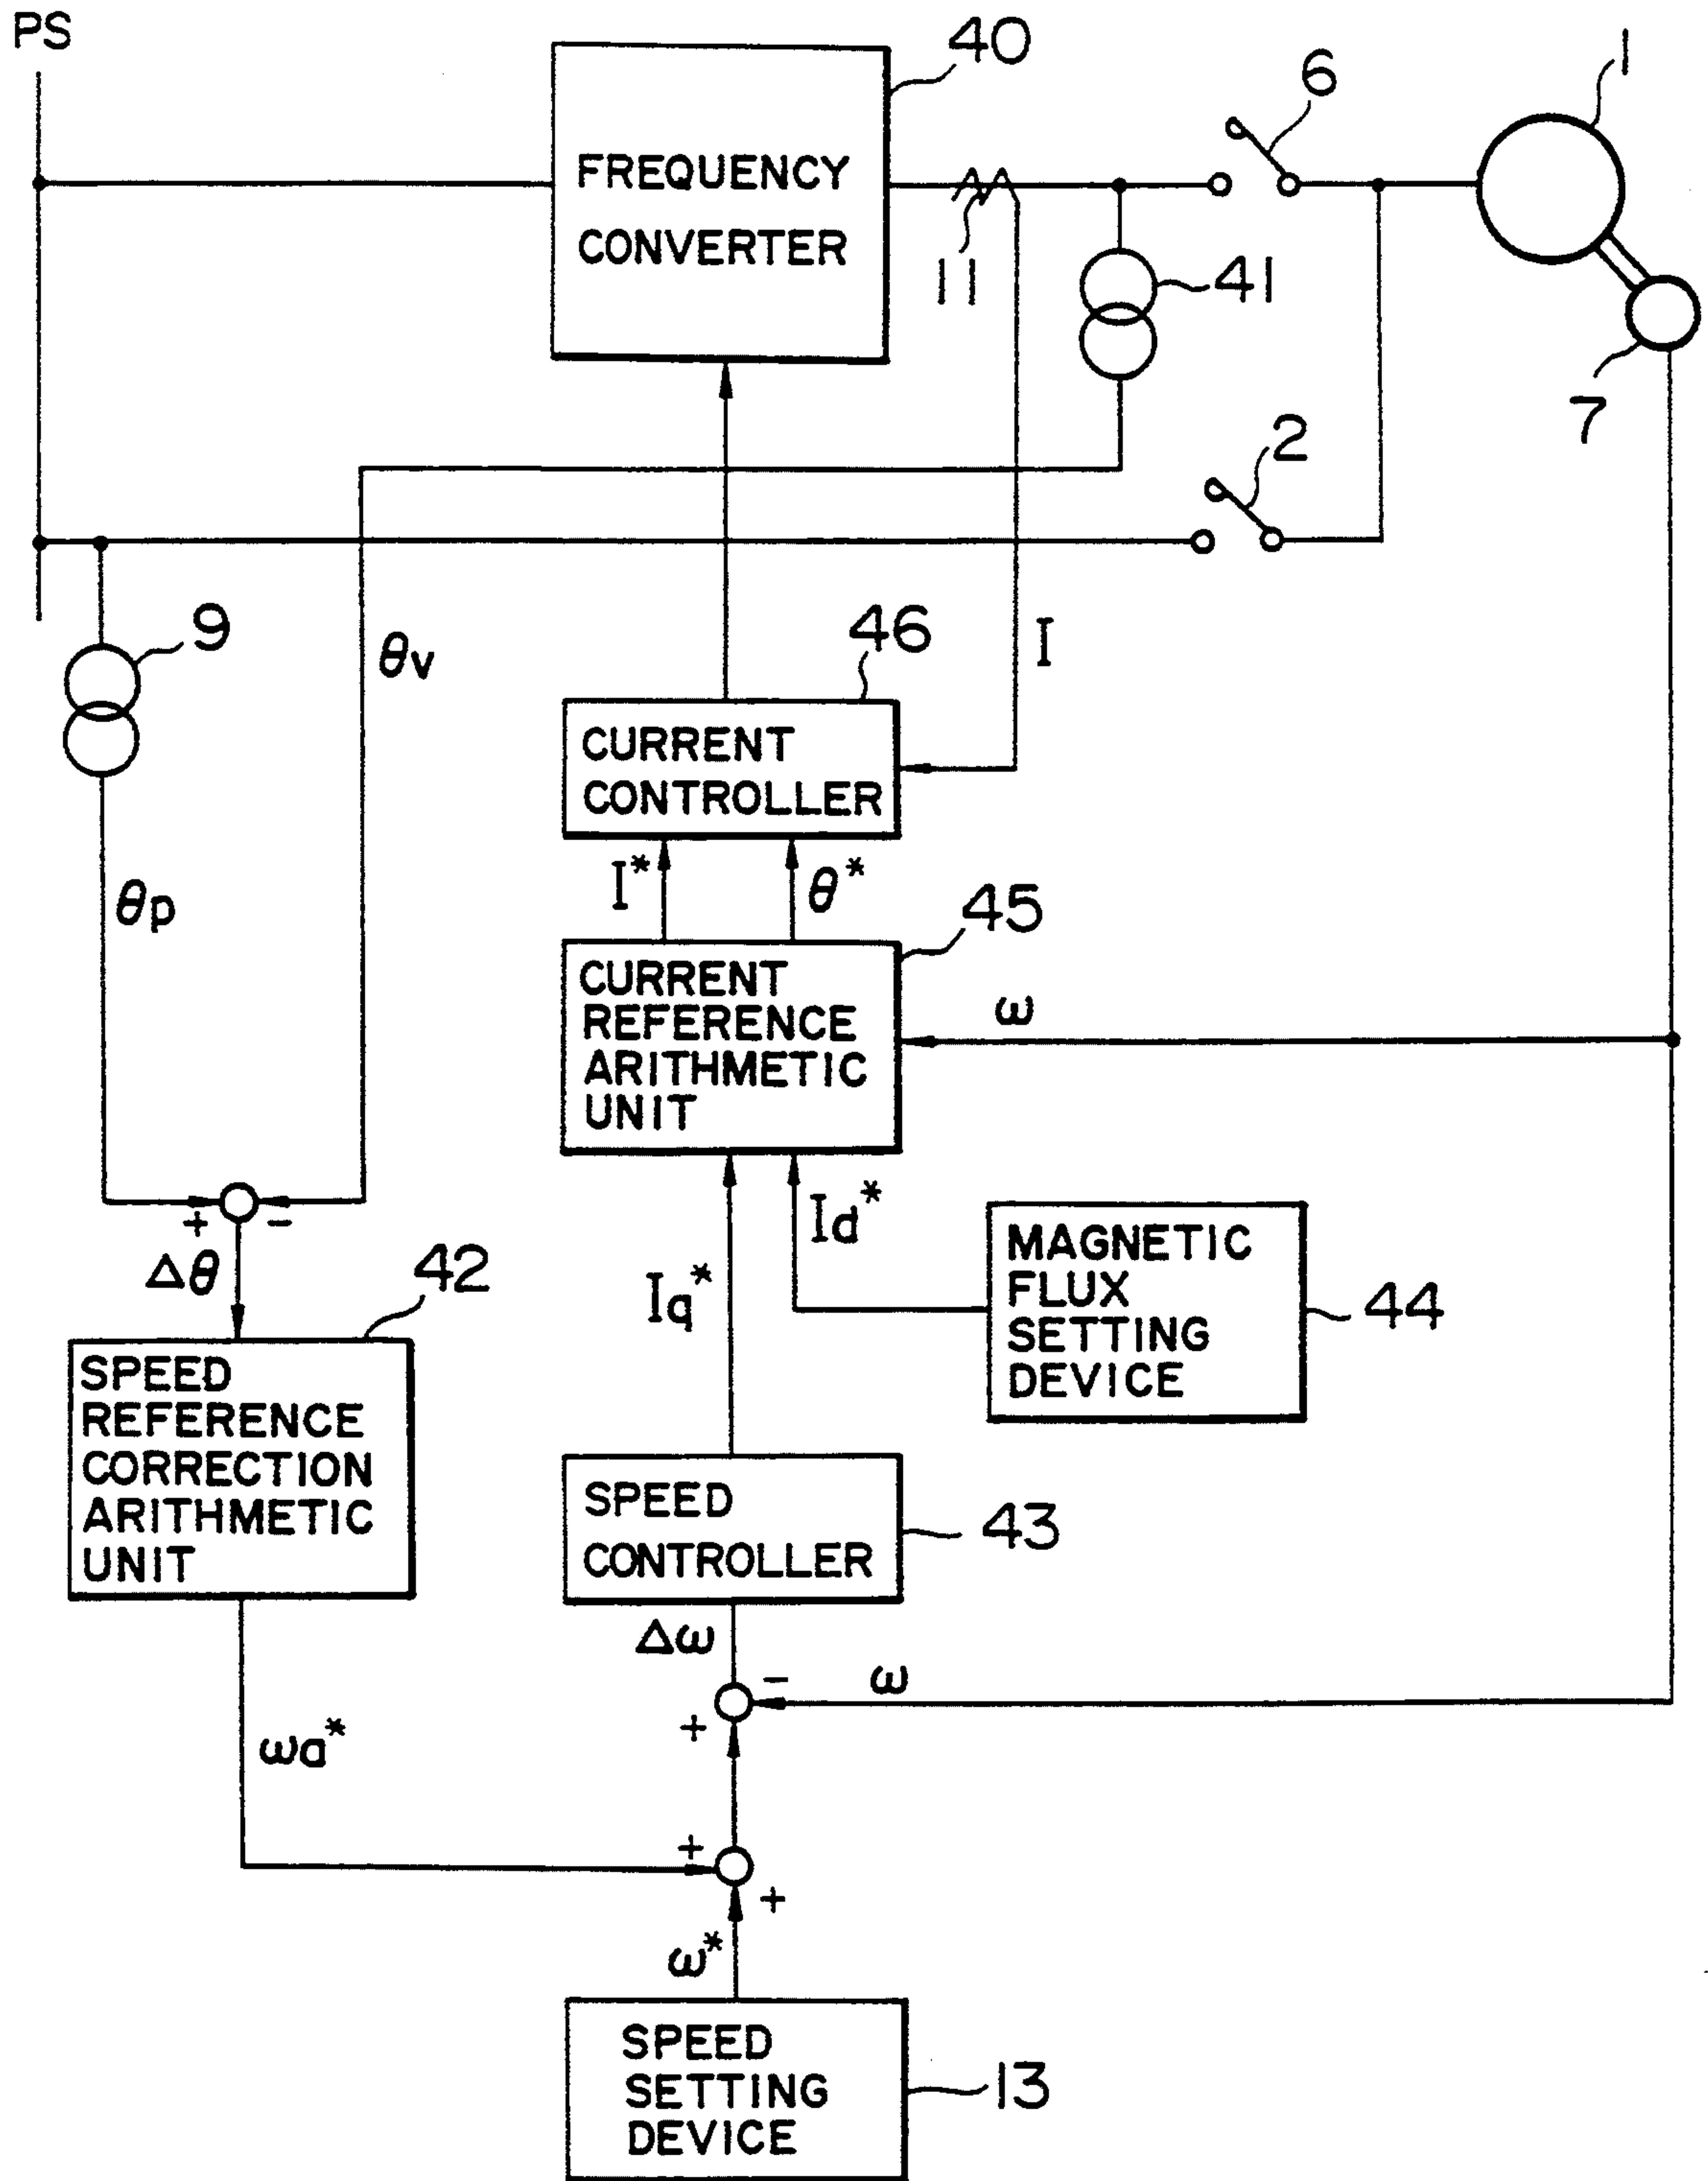 PS
40
6
1
FREQUENCY
CONVERTER
11
41
7
2
9
θv
46
I
CURRENT
CONTROLLER
I*
θ*
θp
45
CURRENT
REFERENCE
ARITHMETIC
UNIT
ω
+
-
Id*
Δθ
42
Iq*
MAGNETIC
FLUX
SETTING
DEVICE
44
SPEED
REFERENCE
CORRECTION
ARITHMETIC
UNIT
SPEED
CONTROLLER
43
Δω
-
ω
+
ωa*
+
+
ω*
SPEED
SETTING
DEVICE
13